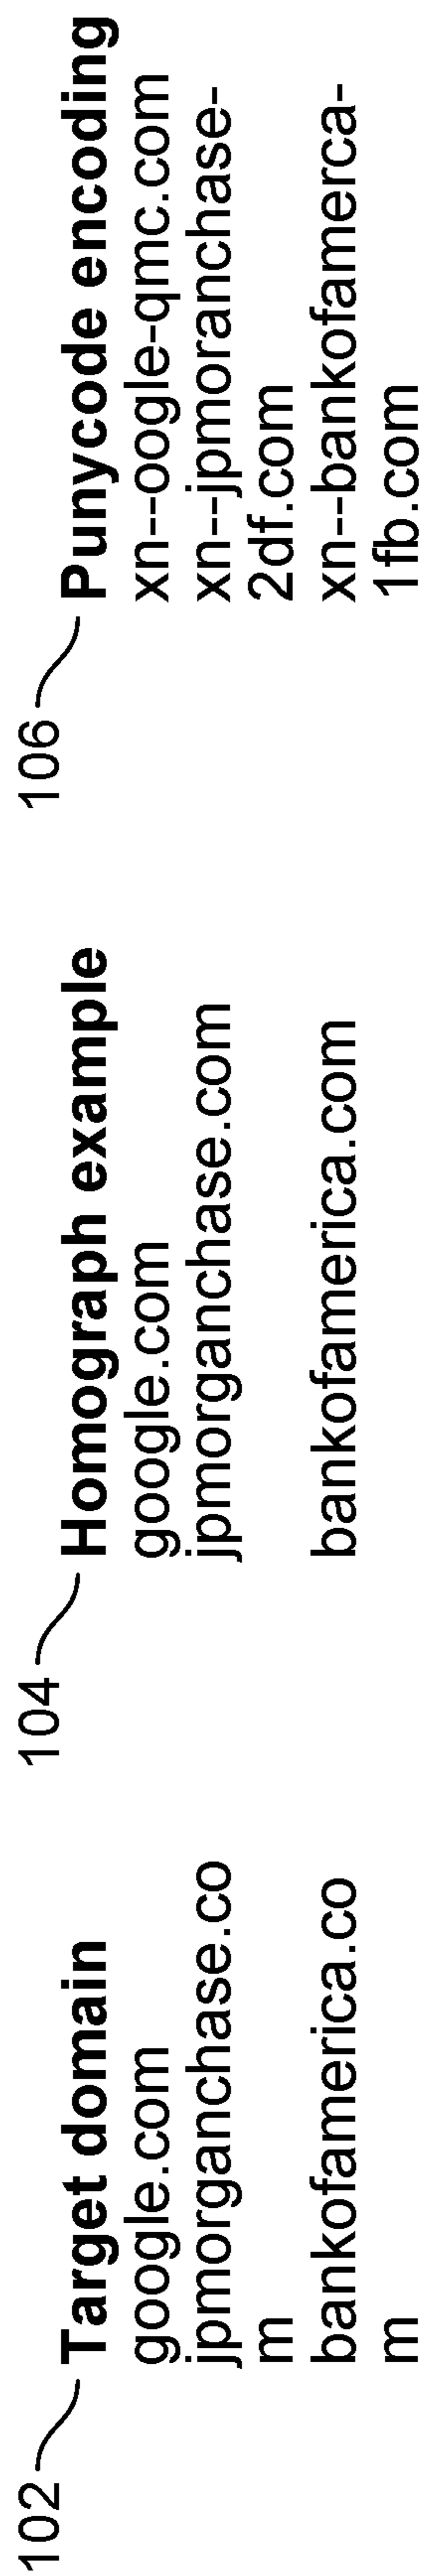 102
Target domain
google.com
jpmorganchase.co
m
bankofamerica.co
m
104
Homograph example
google.com
jpmorganchase.com
bankofamerica.com
106
Punycode encoding
xn--oogle-qmc.com
xn--jpmoranchase-
2df.com
xn--bankofamerca-
1fb.com